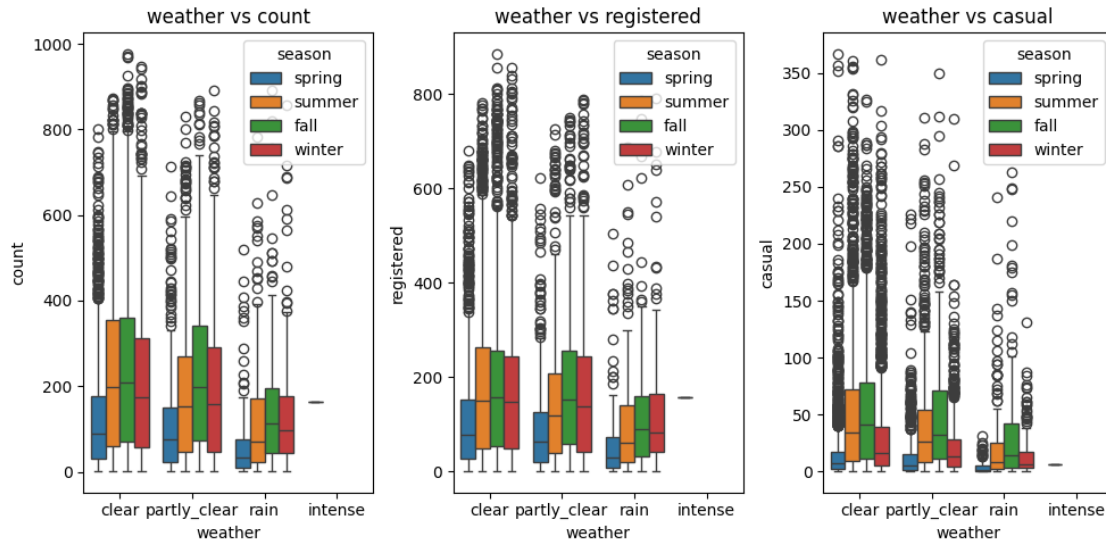 weather vs count
count
1000
800
600
400
200
0
season
spring
summer
fall
winter
clear
partly_clear
rain
intense
weather
weather vs registered
registered
800
600
400
200
0
season
spring
summer
fall
winter
clear
partly_clear
rain
intense
weather
weather vs casual
casual
350
300
250
200
150
100
50
0
season
spring
summer
fall
winter
clear
partly_clear
rain
intense
weather